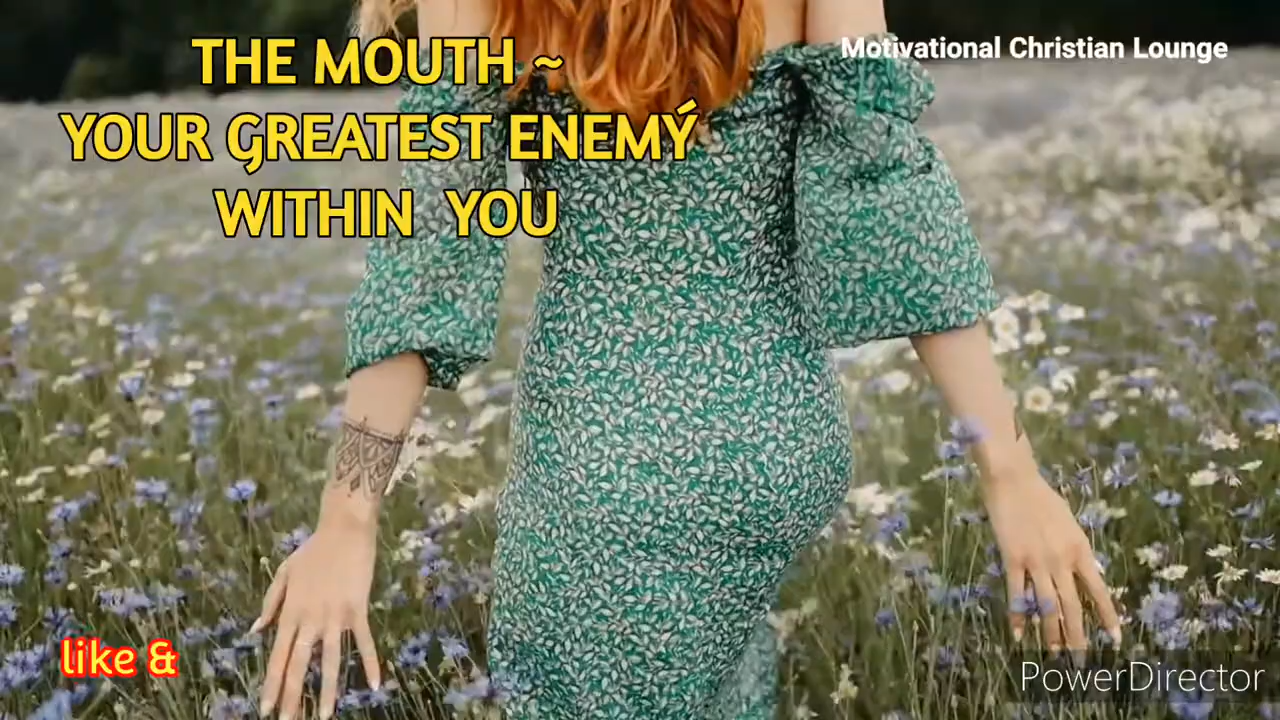 THE MOUTH ~
YOUR GREATEST ENEMÝ
WITHIN YOU
Motivational Christian Lounge
like &
PowerDirector